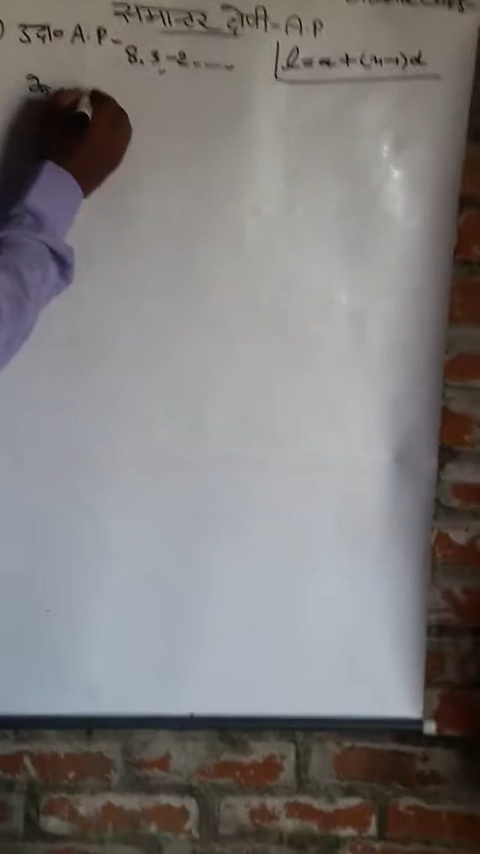 समान्तर श्रेणी - A.P
) उदा० A.P-
8, 3 -2 .....
l = a + (n-1)d
के